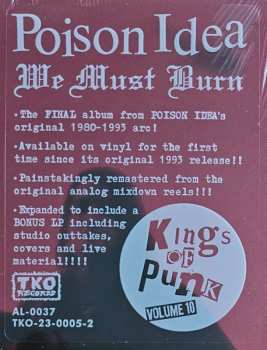 Poison Idea
We Must Burn
•The FINAL album from POISON IDEA's
original 1980-1993 arc!
•Available on vinyl for the first
time since its original 1993 release!!
•Painstakingly remastered from the
original analog mixdown reels!!!
•Expanded to include a
BONUS LP including
studio outtakes,
covers and live
material!!!!
Kings
OF
Punk
VOLUME 10
TKO
RECORDS
AL-0037
TKO-23-0005-2